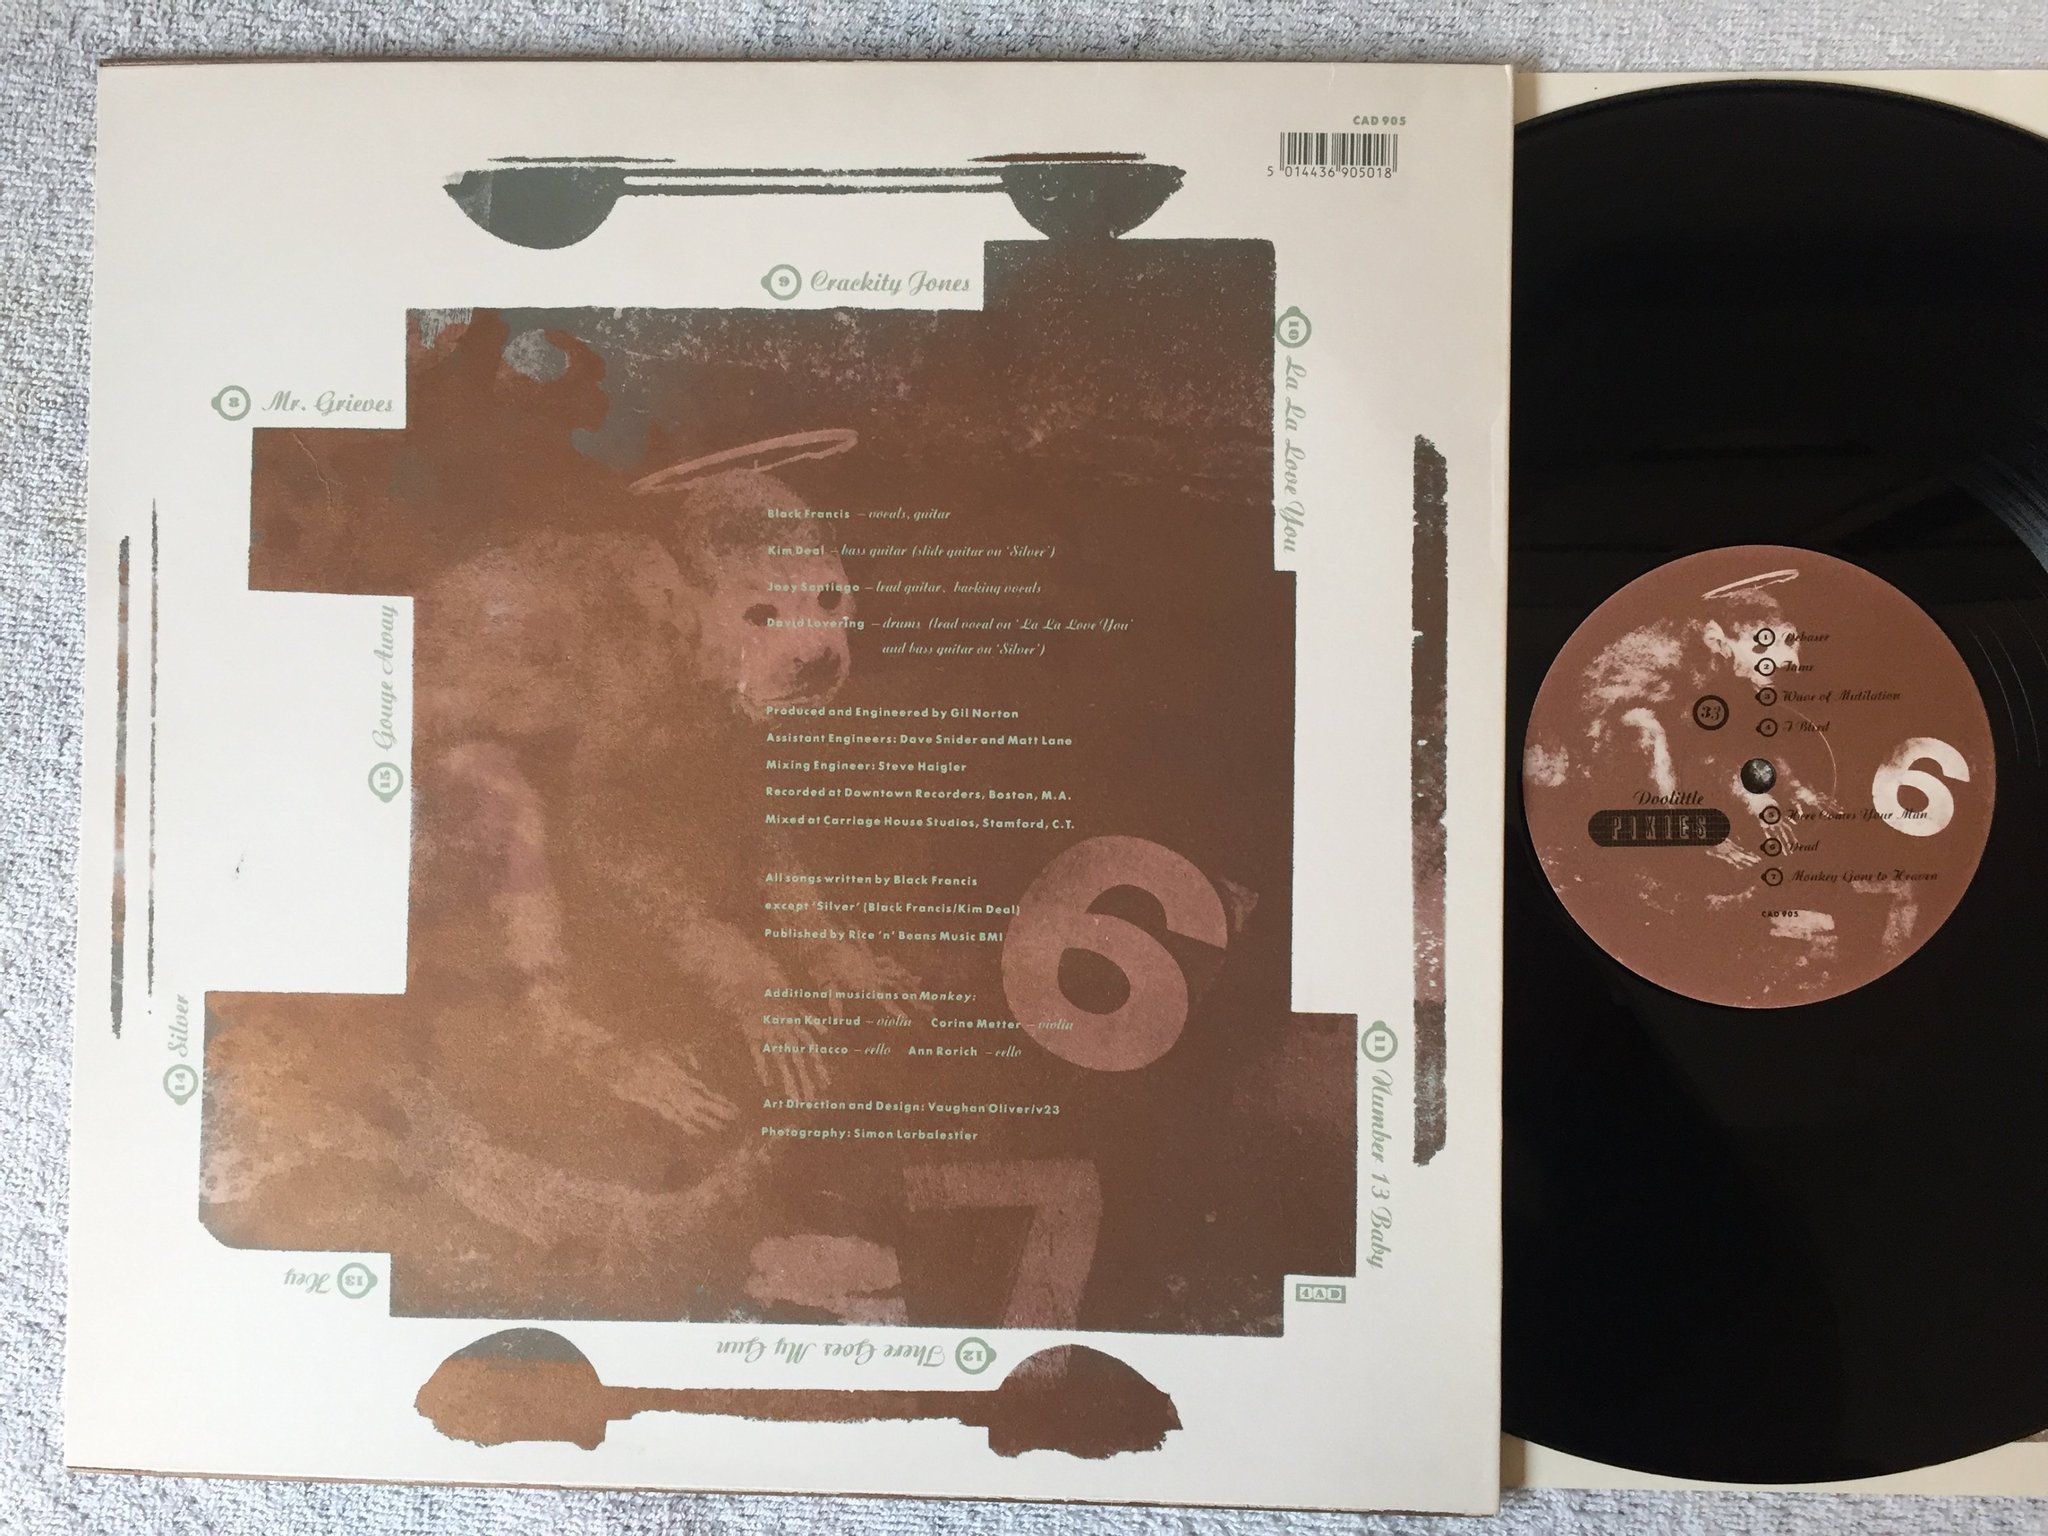 CAD 905
5 014436 905018
9 Crackity Jones
10 La La Love You
8 Mr. Grieves
Black Francis – vocals, guitar
Kim Deal – bass guitar (slide guitar on 'Silver')
Joey Santiago – lead guitar, backing vocals
David Lovering – drums (lead vocal on 'La La Love You'
and bass guitar on 'Silver')
15 Gouge Away
Produced and Engineered by Gil Norton
Assistant Engineers: Dave Snider and Matt Lane
Mixing Engineer: Steve Haigler
Recorded at Downtown Recorders, Boston, M.A.
Mixed at Carriage House Studios, Stamford, C.T.
All songs written by Black Francis
except 'Silver' (Black Francis/Kim Deal)
Published by Rice 'n' Beans Music BMI
6
Additional musicians on Monkey:
Karen Karlsrud – violin Corine Metter – violin
Arthur Fiacco – cello Ann Rorich – cello
Art Direction and Design: Vaughan Oliver/v23
Photography: Simon Larbalestier
7
14 Silver
11 Number 13 Baby
13 Hey
4AD
12 There Goes My Gun
1 Debaser
2 Tame
3 Wave of Mutilation
33
4 I Bleed
6
Doolittle
PIXIES
5 Here Comes Your Man
6 Dead
7 Monkey Gone to Heaven
CAD 905
7